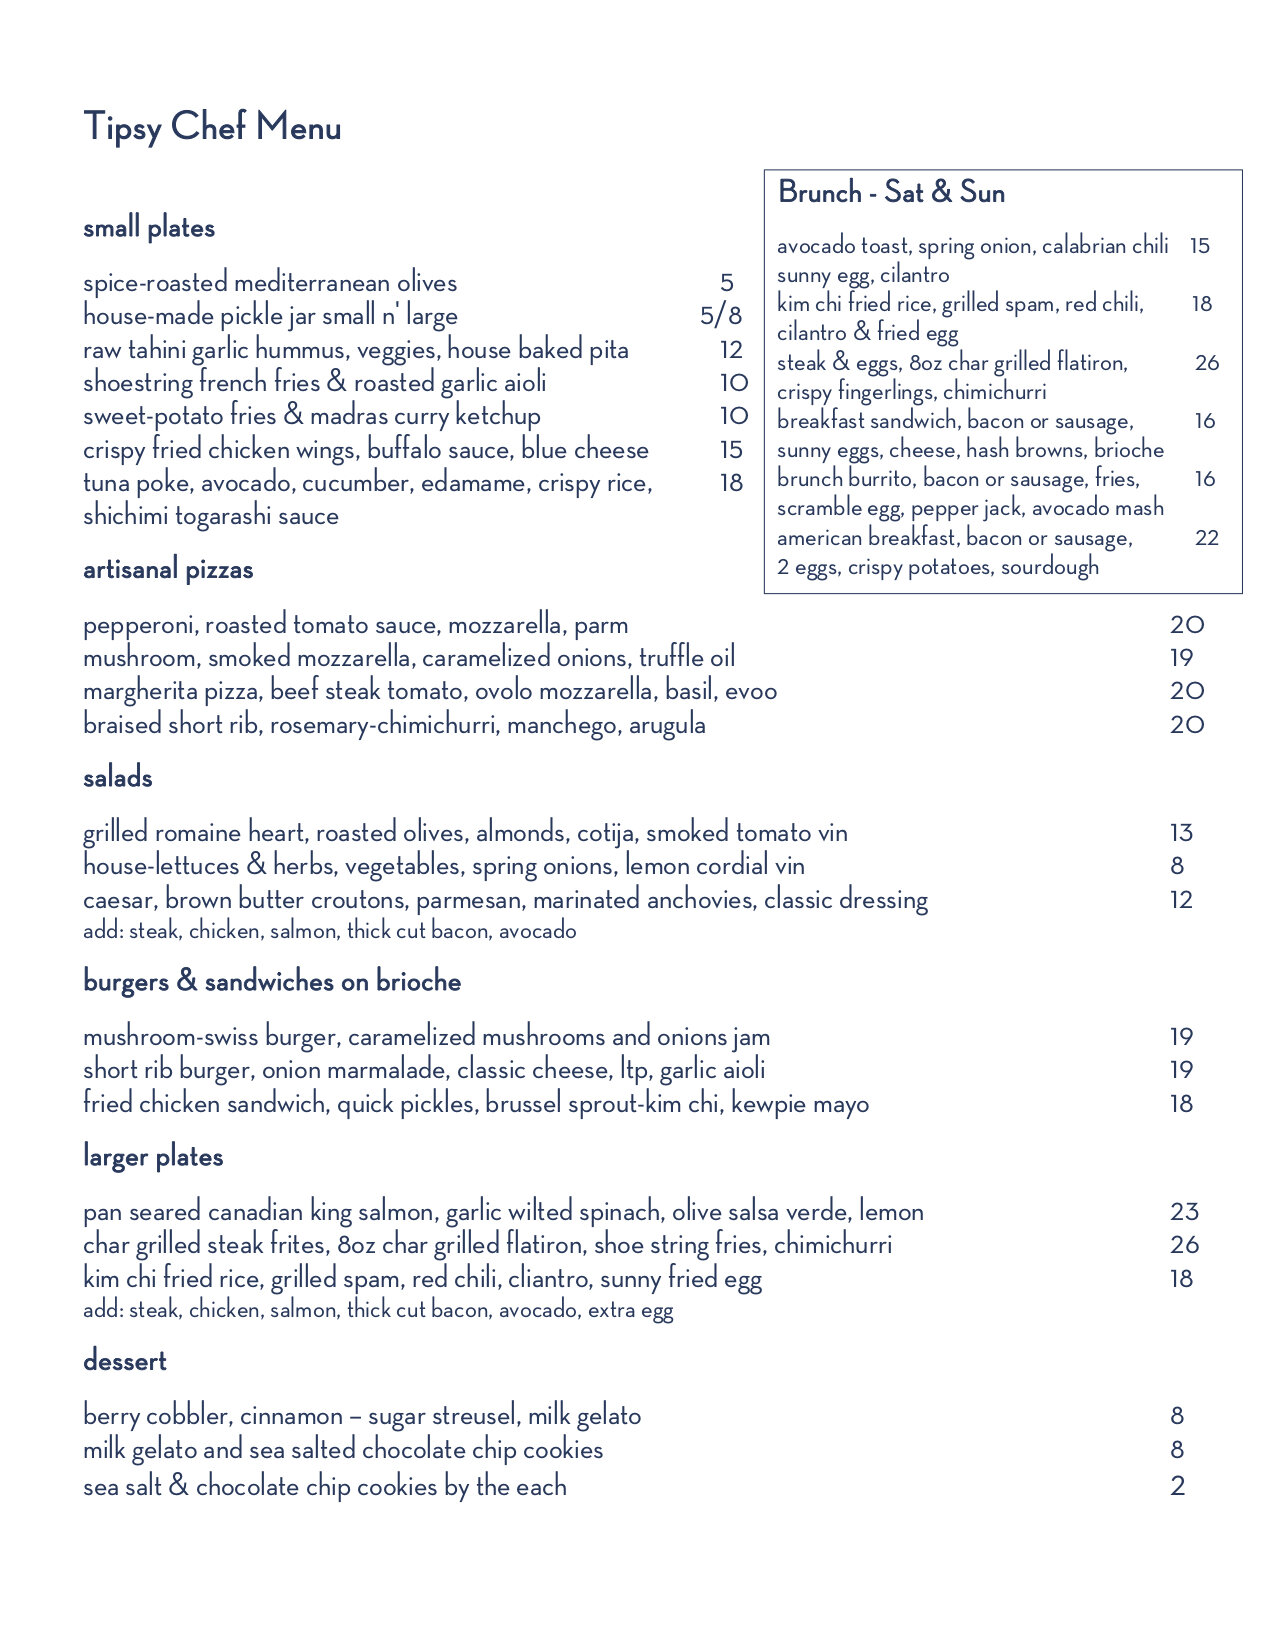 Tipsy Chef Menu
small plates
spice-roasted mediterranean olives 5
house-made pickle jar small n' large 5/8
raw tahini garlic hummus, veggies, house baked pita 12
shoestring french fries & roasted garlic aioli 10
sweet-potato fries & madras curry ketchup 10
crispy fried chicken wings, buffalo sauce, blue cheese 15
tuna poke, avocado, cucumber, edamame, crispy rice, 18
shichimi togarashi sauce
Brunch - Sat & Sun
avocado toast, spring onion, calabrian chili 15
sunny egg, cilantro
kim chi fried rice, grilled spam, red chili, 18
cilantro & fried egg
steak & eggs, 8oz char grilled flatiron, 26
crispy fingerlings, chimichurri
breakfast sandwich, bacon or sausage, 16
sunny eggs, cheese, hash browns, brioche
brunch burrito, bacon or sausage, fries, 16
scramble egg, pepper jack, avocado mash
american breakfast, bacon or sausage, 22
2 eggs, crispy potatoes, sourdough
artisanal pizzas
pepperoni, roasted tomato sauce, mozzarella, parm 20
mushroom, smoked mozzarella, caramelized onions, truffle oil 19
margherita pizza, beef steak tomato, ovolo mozzarella, basil, evoo 20
braised short rib, rosemary-chimichurri, manchego, arugula 20
salads
grilled romaine heart, roasted olives, almonds, cotija, smoked tomato vin 13
house-lettuces & herbs, vegetables, spring onions, lemon cordial vin 8
caesar, brown butter croutons, parmesan, marinated anchovies, classic dressing 12
add: steak, chicken, salmon, thick cut bacon, avocado
burgers & sandwiches on brioche
mushroom-swiss burger, caramelized mushrooms and onions jam 19
short rib burger, onion marmalade, classic cheese, ltp, garlic aioli 19
fried chicken sandwich, quick pickles, brussel sprout-kim chi, kewpie mayo 18
larger plates
pan seared canadian king salmon, garlic wilted spinach, olive salsa verde, lemon 23
char grilled steak frites, 8oz char grilled flatiron, shoe string fries, chimichurri 26
kim chi fried rice, grilled spam, red chili, cliantro, sunny fried egg 18
add: steak, chicken, salmon, thick cut bacon, avocado, extra egg
dessert
berry cobbler, cinnamon – sugar streusel, milk gelato 8
milk gelato and sea salted chocolate chip cookies 8
sea salt & chocolate chip cookies by the each 2